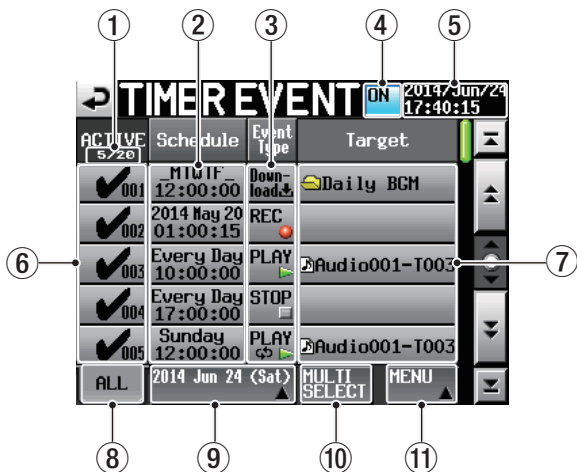 ① ② ③ ④ ⑤
TIMER EVENT ON 2014/Jun/24
17:40:15
ACTIVE Schedule Event Type Target
5/20
001 _MTWTF_ 12:00:00 Down-load Daily BGM
002 2014 May 20 01:00:15 REC
003 Every Day 10:00:00 PLAY Audio001-T003
004 Every Day 17:00:00 STOP
005 Sunday 12:00:00 PLAY Audio001-T003
⑥ ⑦
ALL 2014 Jun 24 (Sat) MULTI SELECT MENU
⑧ ⑨ ⑩ ⑪